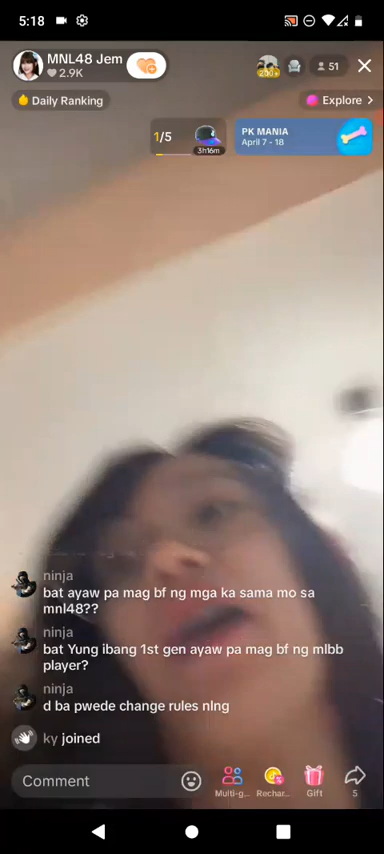 5:18
MNL48 Jem
2.9K
51
Daily Ranking
Explore >
1/5
3h16m
PK MANIA
April 7 - 18
ninja
bat ayaw pa mag bf ng mga ka sama mo sa
mnl48??
ninja
bat Yung ibang 1st gen ayaw pa mag bf ng mlbb
player?
ninja
d ba pwede change rules nlng
ky joined
Comment
Multi-g...
Rechar...
Gift
5